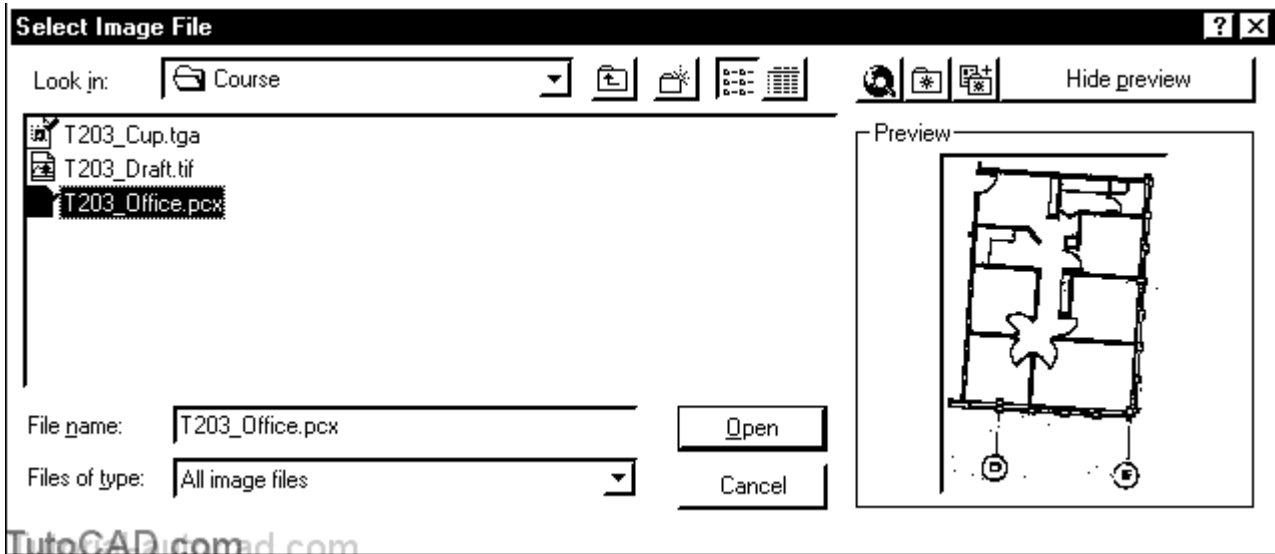 Select Image File
Look in:
Course
Hide preview
T203_Cup.tga
T203_Draft.tif
T203_Office.pcx
Preview
File name:
T203_Office.pcx
Open
Files of type:
All image files
Cancel
D
TutoCAD.com